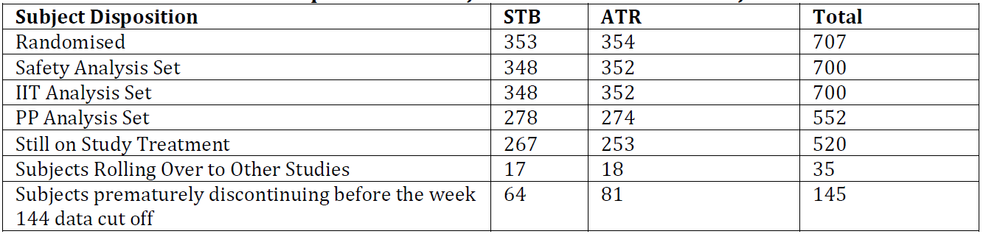 Subject Disposition STB ATR Total
Randomised 353 354 707
Safety Analysis Set 348 352 700
IIT Analysis Set 348 352 700
PP Analysis Set 278 274 552
Still on Study Treatment 267 253 520
Subjects Rolling Over to Other Studies 17 18 35
Subjects prematurely discontinuing before the week 64 81 145
144 data cut off